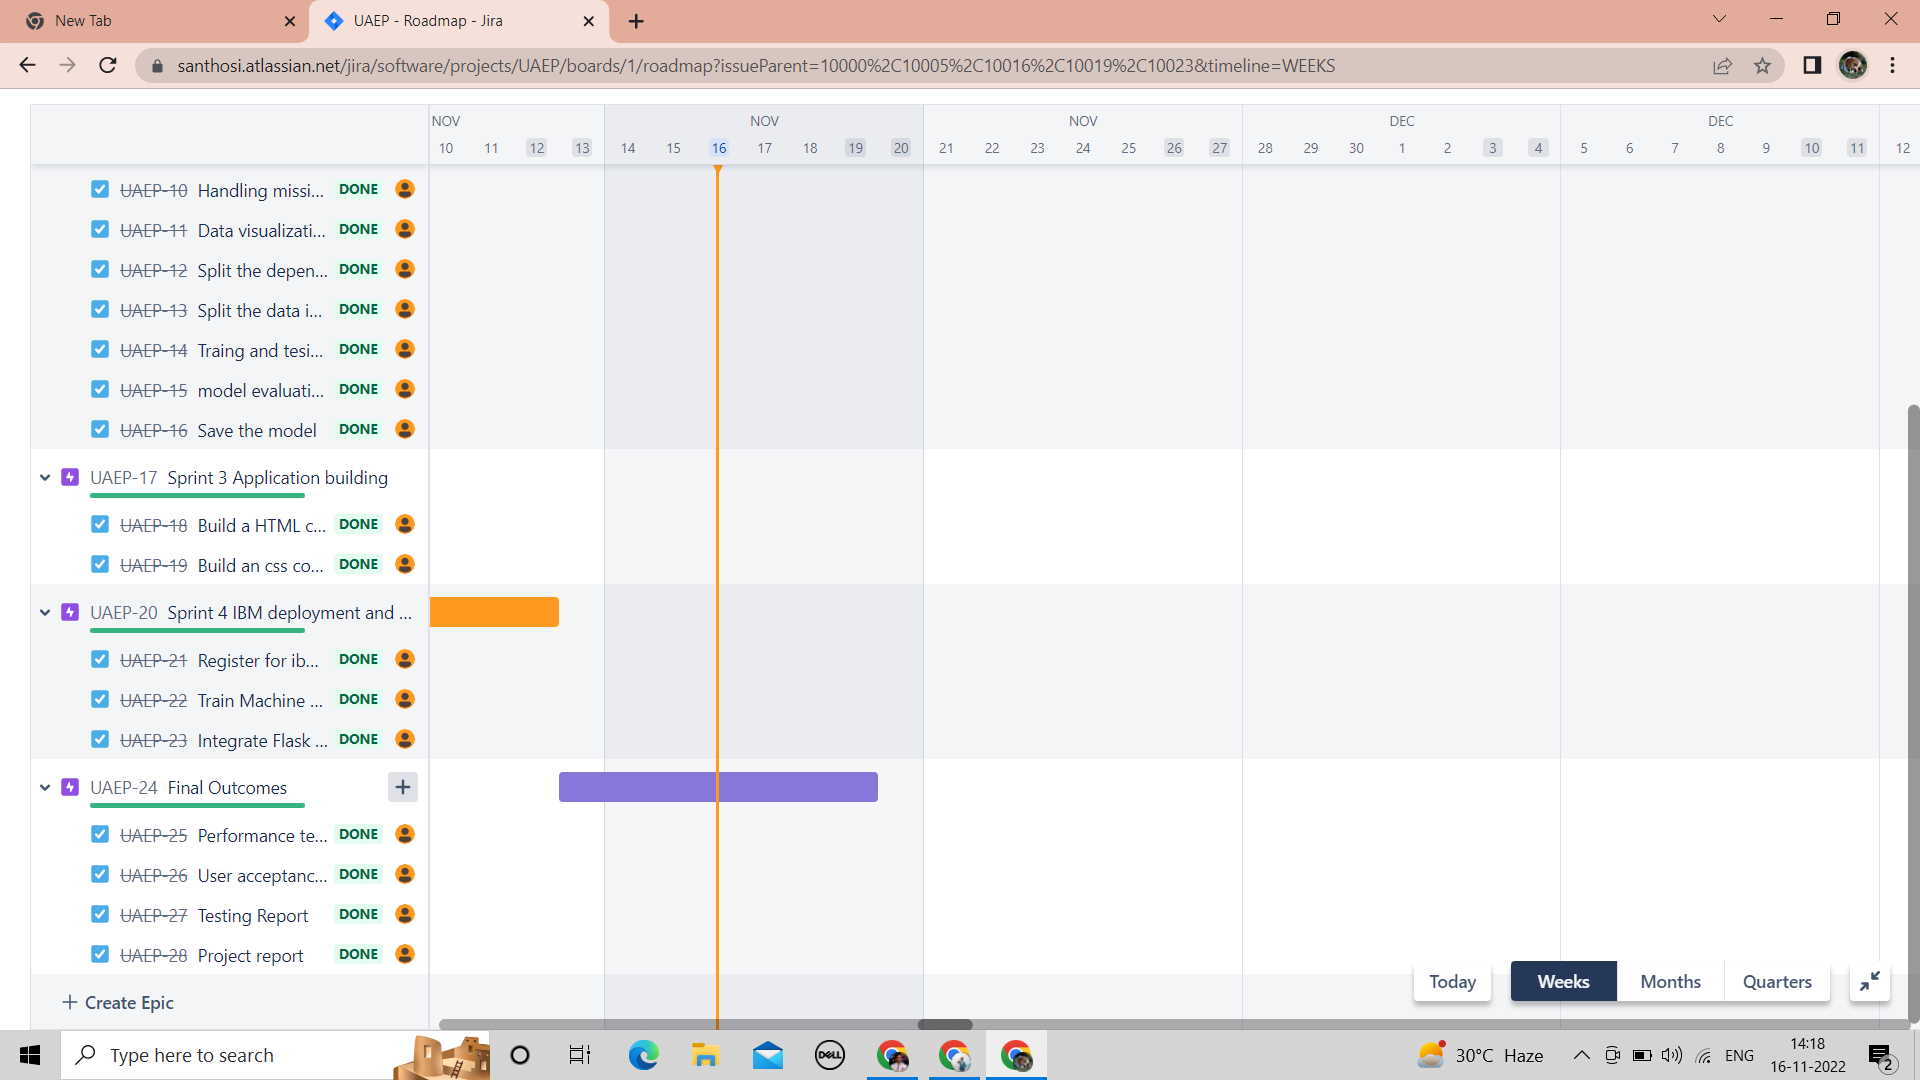 New Tab
UAEP - Roadmap - Jira
santhosi.atlassian.net/jira/software/projects/UAEP/boards/1/roadmap?issueParent=10000%2C10005%2C10016%2C10019%2C10023&timeline=WEEKS
NOV NOV NOV DEC DEC
10 11 12 13 14 15 16 17 18 19 20 21 22 23 24 25 26 27 28 29 30 1 2 3 4 5 6 7 8 9 10 11 12
UAEP-10 Handling missi... DONE
UAEP-11 Data visualizati... DONE
UAEP-12 Split the depen... DONE
UAEP-13 Split the data i... DONE
UAEP-14 Traing and tesi... DONE
UAEP-15 model evaluati... DONE
UAEP-16 Save the model DONE
UAEP-17 Sprint 3 Application building
UAEP-18 Build a HTML c... DONE
UAEP-19 Build an css co... DONE
UAEP-20 Sprint 4 IBM deployment and ...
UAEP-21 Register for ib... DONE
UAEP-22 Train Machine ... DONE
UAEP-23 Integrate Flask ... DONE
UAEP-24 Final Outcomes
UAEP-25 Performance te... DONE
UAEP-26 User acceptanc... DONE
UAEP-27 Testing Report DONE
UAEP-28 Project report DONE
Today Weeks Months Quarters
Create Epic
Type here to search
DELL
30°C Haze
ENG
14:18
16-11-2022
2